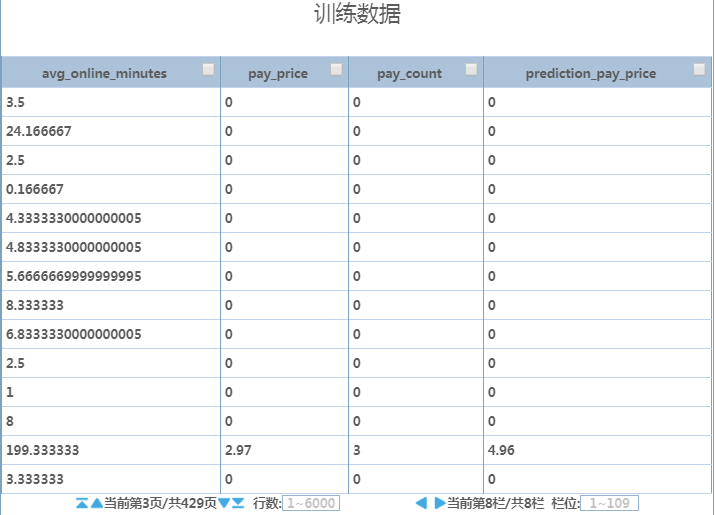 训练数据
avg_online_minutes pay_price pay_count prediction_pay_price
3.5 0 0 0
24.166667 0 0 0
2.5 0 0 0
0.166667 0 0 0
4.3333330000000005 0 0 0
4.8333330000000005 0 0 0
5.6666669999999995 0 0 0
8.333333 0 0 0
6.8333330000000005 0 0 0
2.5 0 0 0
1 0 0 0
8 0 0 0
199.333333 2.97 3 4.96
3.333333 0 0 0
当前第3页/共429页 行数: 1~6000 当前第8栏/共8栏 栏位: 1~109